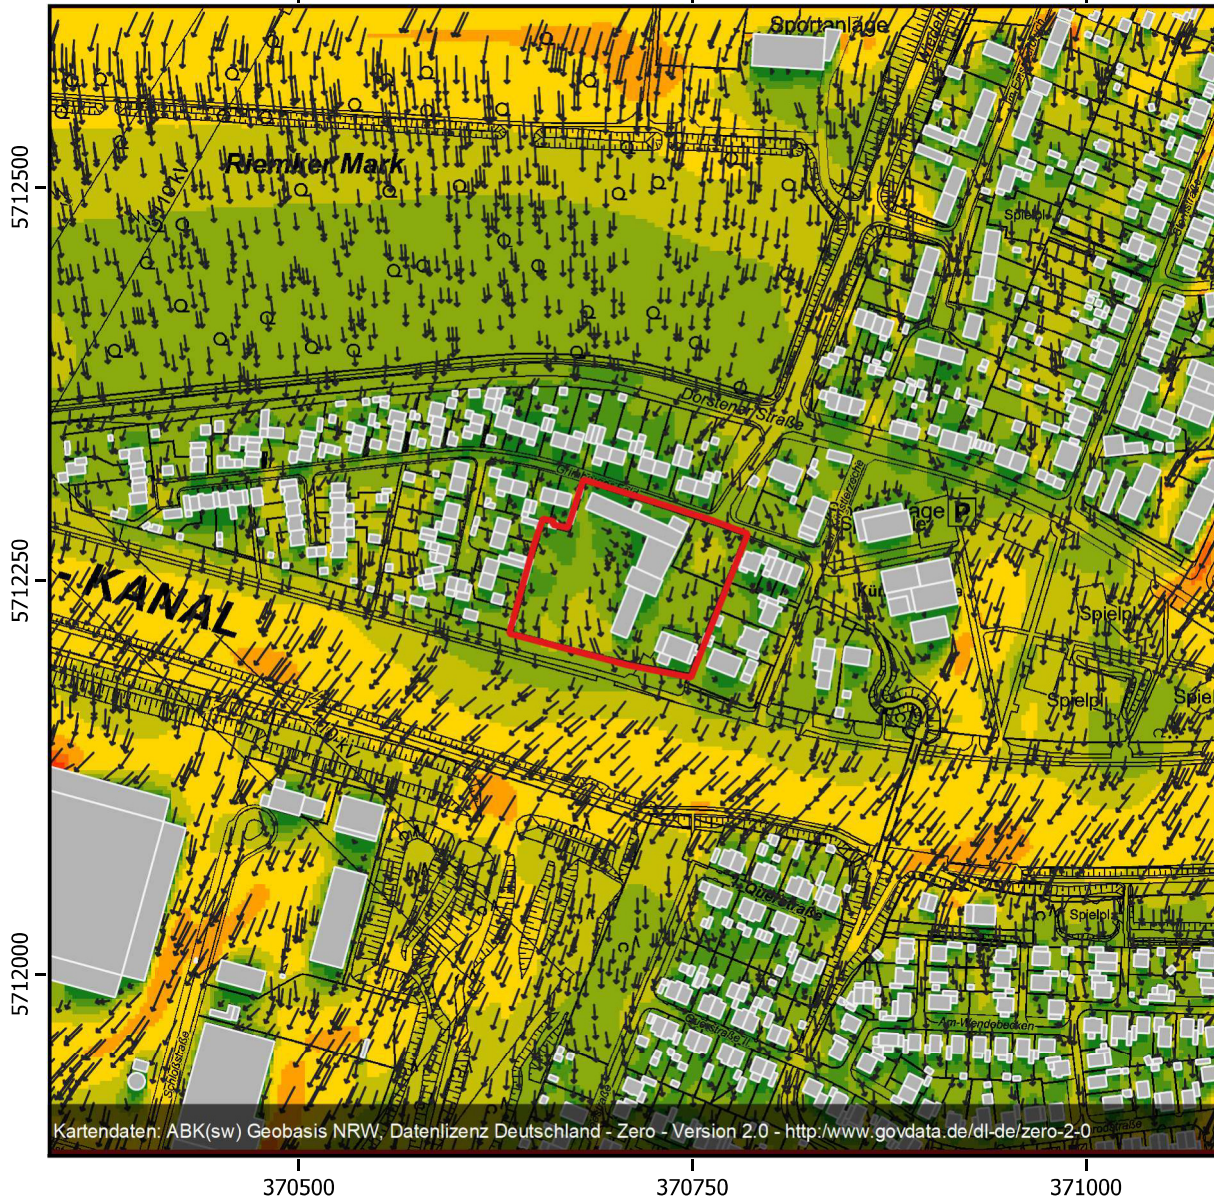 Sportanlage
Riemker Mark
5712500
Spielpl.
Dorstener Straße
P
5712250
- KANAL
Spielpl.
Spielpl.
Querstraße
Spielpl.
5712000
Am-Wendebecken
Schloßstraße
Kartendaten: ABK(sw) Geobasis NRW, Datenlizenz Deutschland - Zero - Version 2.0 - http:/www.govdata.de/dl-de/zero-2-0
370500
370750
371000